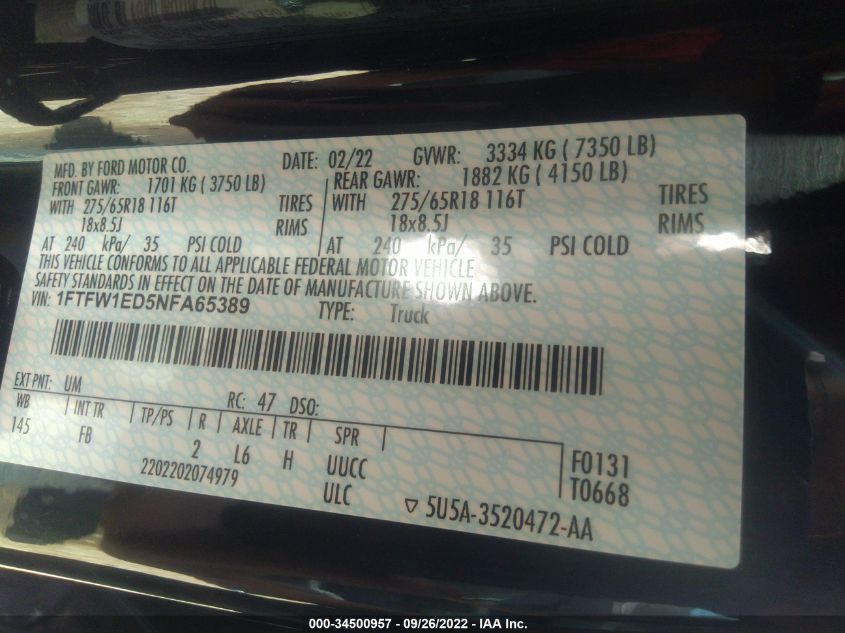 MFD. BY FORD MOTOR CO. DATE: 02/22 GVWR: 3334 KG ( 7350 LB)
FRONT GAWR: 1701 KG ( 3750 LB) REAR GAWR: 1882 KG ( 4150 LB)
WITH 275/65R18 116T TIRES WITH 275/65R18 116T TIRES
18x8.5J RIMS 18x8.5J RIMS
AT 240 kPa/ 35 PSI COLD AT 240 kPa/ 35 PSI COLD
THIS VEHICLE CONFORMS TO ALL APPLICABLE FEDERAL MOTOR VEHICLE
SAFETY STANDARDS IN EFFECT ON THE DATE OF MANUFACTURE SHOWN ABOVE.
VIN: 1FTFW1ED5NFA65389 TYPE: Truck
EXT PNT: UM RC: 47 DSO:
WB INT TR TP/PS R AXLE TR SPR
145 FB 2 L6 H UUCC F0131
2202202074979 ULC T0668
5U5A-3520472-AA
000-34500957 - 09/26/2022 - IAA Inc.